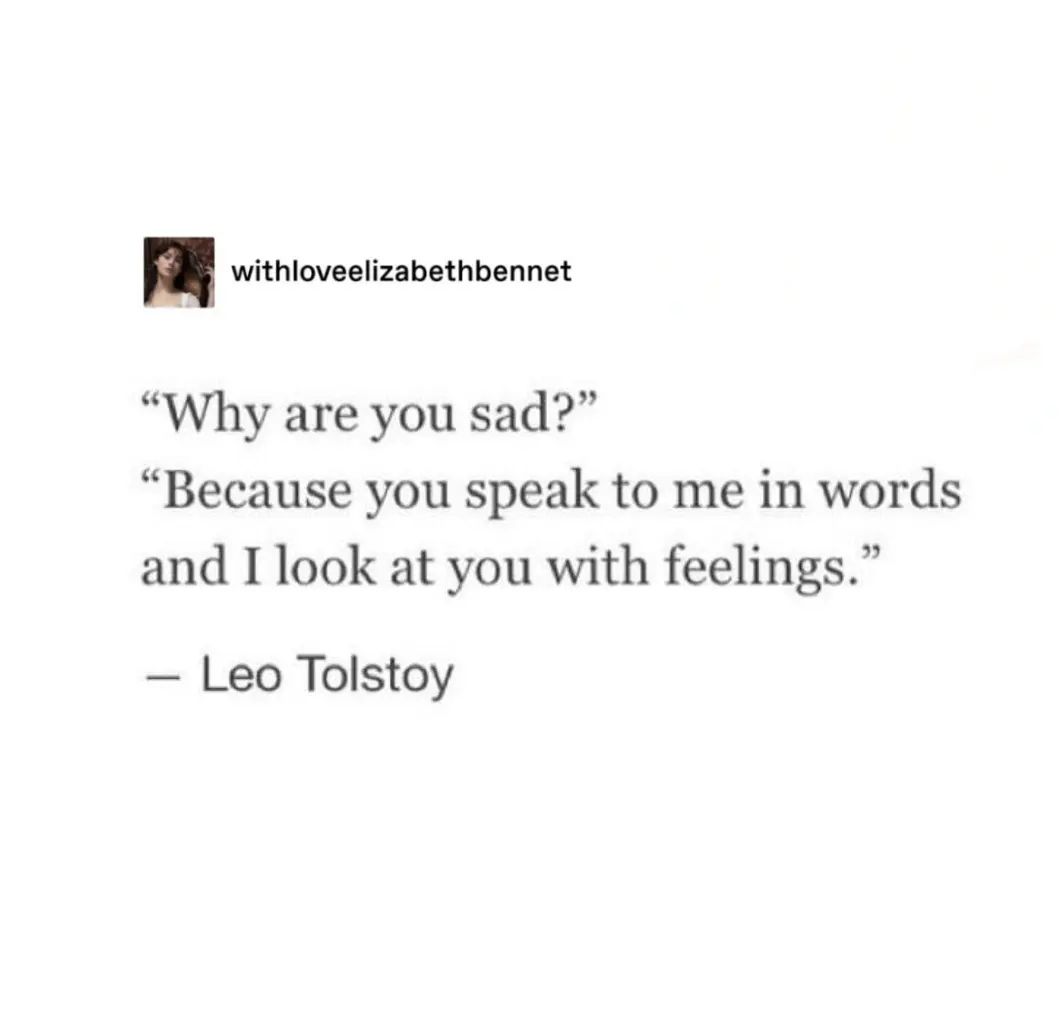 withloveelizabethbennet
“Why are you sad?”
“Because you speak to me in words
and I look at you with feelings.”
— Leo Tolstoy